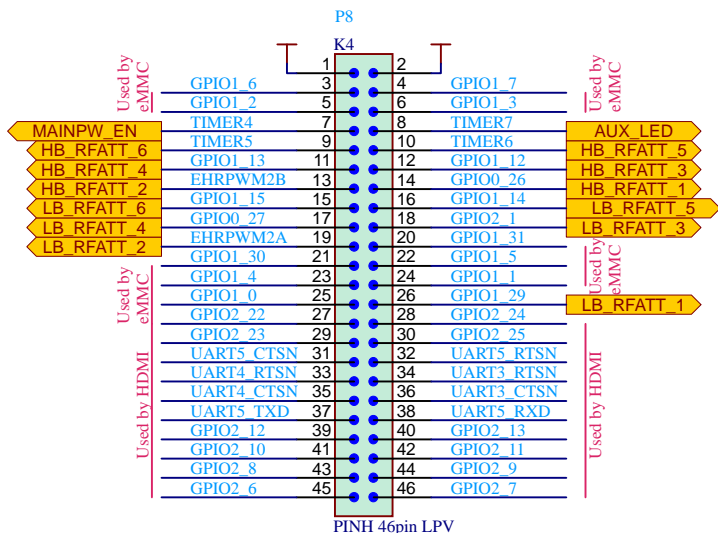 P8
K4
1 2
Used by eMMC GPIO1_6 3 4 GPIO1_7 Used by eMMC
GPIO1_2 5 6 GPIO1_3
MAINPW_EN TIMER4 7 8 TIMER7 AUX_LED
HB_RFATT_6 TIMER5 9 10 TIMER6 HB_RFATT_5
HB_RFATT_4 GPIO1_13 11 12 GPIO1_12 HB_RFATT_3
HB_RFATT_2 EHRPWM2B 13 14 GPIO0_26 HB_RFATT_1
LB_RFATT_6 GPIO1_15 15 16 GPIO1_14 LB_RFATT_5
LB_RFATT_4 GPIO0_27 17 18 GPIO2_1 LB_RFATT_3
LB_RFATT_2 EHRPWM2A 19 20 GPIO1_31
Used by eMMC GPIO1_30 21 22 GPIO1_5 Used by eMMC
GPIO1_4 23 24 GPIO1_1
GPIO1_0 25 26 GPIO1_29 LB_RFATT_1
GPIO2_22 27 28 GPIO2_24
GPIO2_23 29 30 GPIO2_25
Used by HDMI UART5_CTSN 31 32 UART5_RTSN Used by HDMI
UART4_RTSN 33 34 UART3_RTSN
UART4_CTSN 35 36 UART3_CTSN
UART5_TXD 37 38 UART5_RXD
GPIO2_12 39 40 GPIO2_13
GPIO2_10 41 42 GPIO2_11
GPIO2_8 43 44 GPIO2_9
GPIO2_6 45 46 GPIO2_7
PINH 46pin LPV